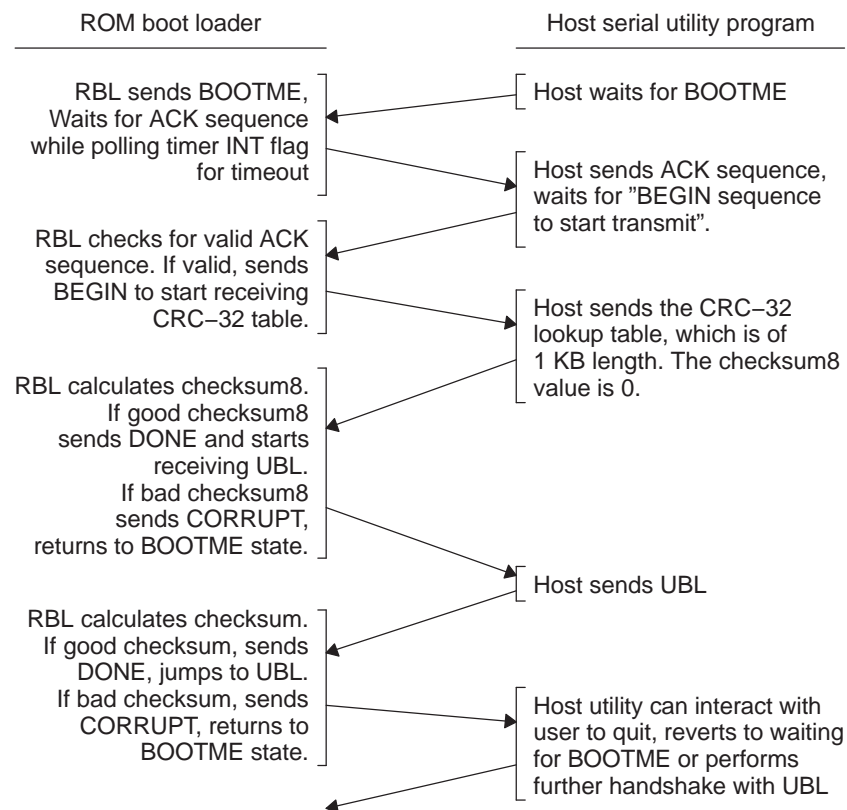 ROM boot loader
Host serial utility program
RBL sends BOOTME,
Waits for ACK sequence
while polling timer INT flag
for timeout
Host waits for BOOTME
Host sends ACK sequence,
waits for ”BEGIN sequence
to start transmit”.
RBL checks for valid ACK
sequence. If valid, sends
BEGIN to start receiving
CRC−32 table.
Host sends the CRC−32
lookup table, which is of
1 KB length. The checksum8
value is 0.
RBL calculates checksum8.
If good checksum8
sends DONE and starts
receiving UBL.
If bad checksum8
sends CORRUPT,
returns to BOOTME state.
Host sends UBL
RBL calculates checksum.
If good checksum, sends
DONE, jumps to UBL.
If bad checksum, sends
CORRUPT, returns to
BOOTME state.
Host utility can interact with
user to quit, reverts to waiting
for BOOTME or performs
further handshake with UBL